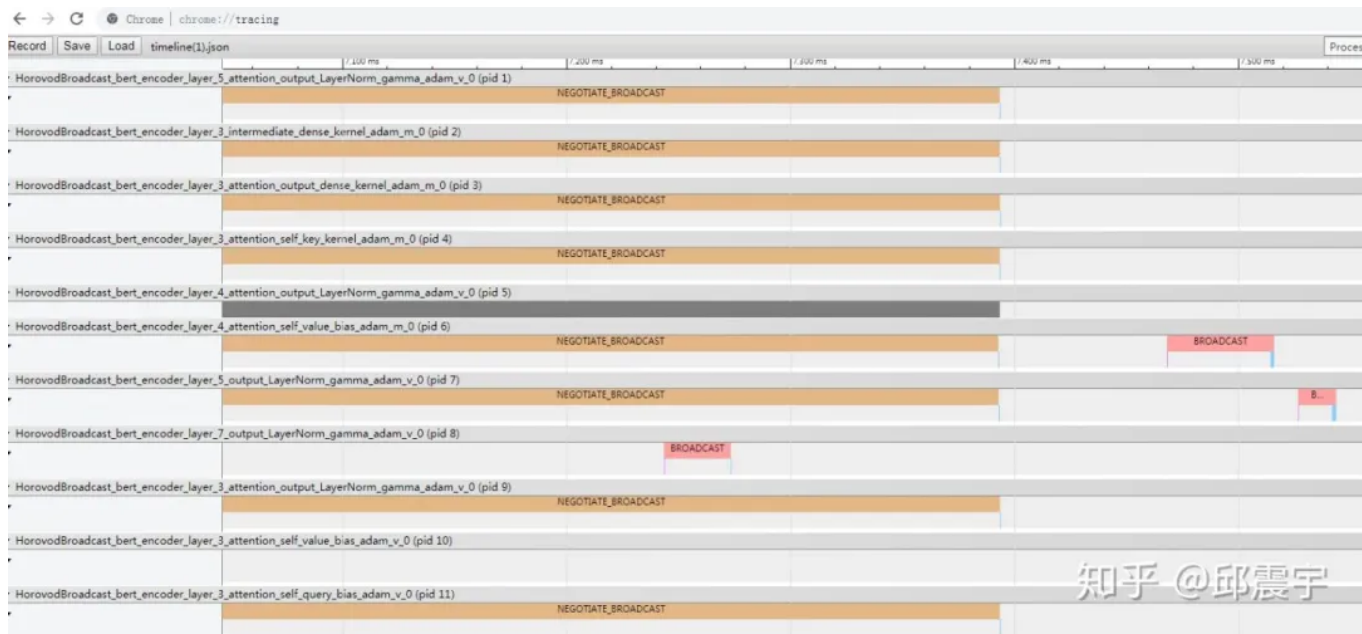 Chrome | chrome://tracing
Record Save Load timeline(1).json Proces
7,100 ms 7,200 ms 7,300 ms 7,400 ms 7,500 ms
HorovodBroadcast_bert_encoder_layer_5_attention_output_LayerNorm_gamma_adam_v_0 (pid 1)
NEGOTIATE_BROADCAST
HorovodBroadcast_bert_encoder_layer_3_intermediate_dense_kernel_adam_m_0 (pid 2)
NEGOTIATE_BROADCAST
HorovodBroadcast_bert_encoder_layer_3_attention_output_dense_kernel_adam_m_0 (pid 3)
NEGOTIATE_BROADCAST
HorovodBroadcast_bert_encoder_layer_3_attention_self_key_kernel_adam_m_0 (pid 4)
NEGOTIATE_BROADCAST
HorovodBroadcast_bert_encoder_layer_4_attention_output_LayerNorm_gamma_adam_v_0 (pid 5)
HorovodBroadcast_bert_encoder_layer_4_attention_self_value_bias_adam_m_0 (pid 6)
NEGOTIATE_BROADCAST BROADCAST
HorovodBroadcast_bert_encoder_layer_5_output_LayerNorm_gamma_adam_v_0 (pid 7)
NEGOTIATE_BROADCAST B...
HorovodBroadcast_bert_encoder_layer_7_output_LayerNorm_gamma_adam_v_0 (pid 8)
BROADCAST
HorovodBroadcast_bert_encoder_layer_3_attention_output_LayerNorm_gamma_adam_v_0 (pid 9)
NEGOTIATE_BROADCAST
HorovodBroadcast_bert_encoder_layer_3_attention_self_value_bias_adam_v_0 (pid 10)
知乎 @邱震宇
HorovodBroadcast_bert_encoder_layer_3_attention_self_query_bias_adam_v_0 (pid 11)
NEGOTIATE_BROADCAST